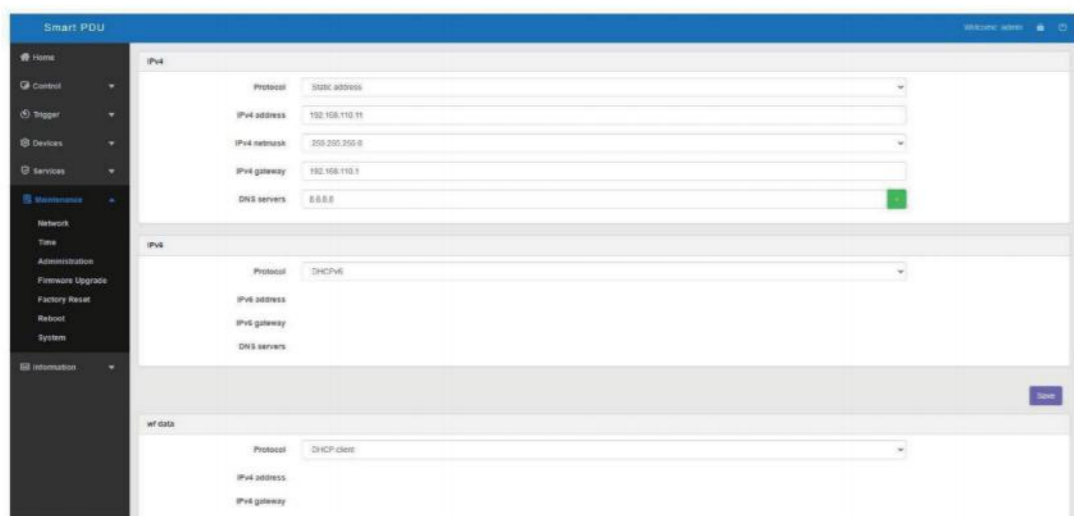 Smart PDU
Welcome: admin
Home
Control
Trigger
Devices
Services
Maintenance
Network
Time
Administration
Firmware Upgrade
Factory Reset
Reboot
System
Information
IPv4
Protocol Static address
IPv4 address 192.168.110.11
IPv4 netmask 255.255.255.0
IPv4 gateway 192.168.110.1
DNS servers 8.8.8.8
+
IPv6
Protocol DHCPv6
IPv6 address
IPv6 gateway
DNS servers
Save
wf data
Protocol DHCP client
IPv4 address
IPv4 gateway